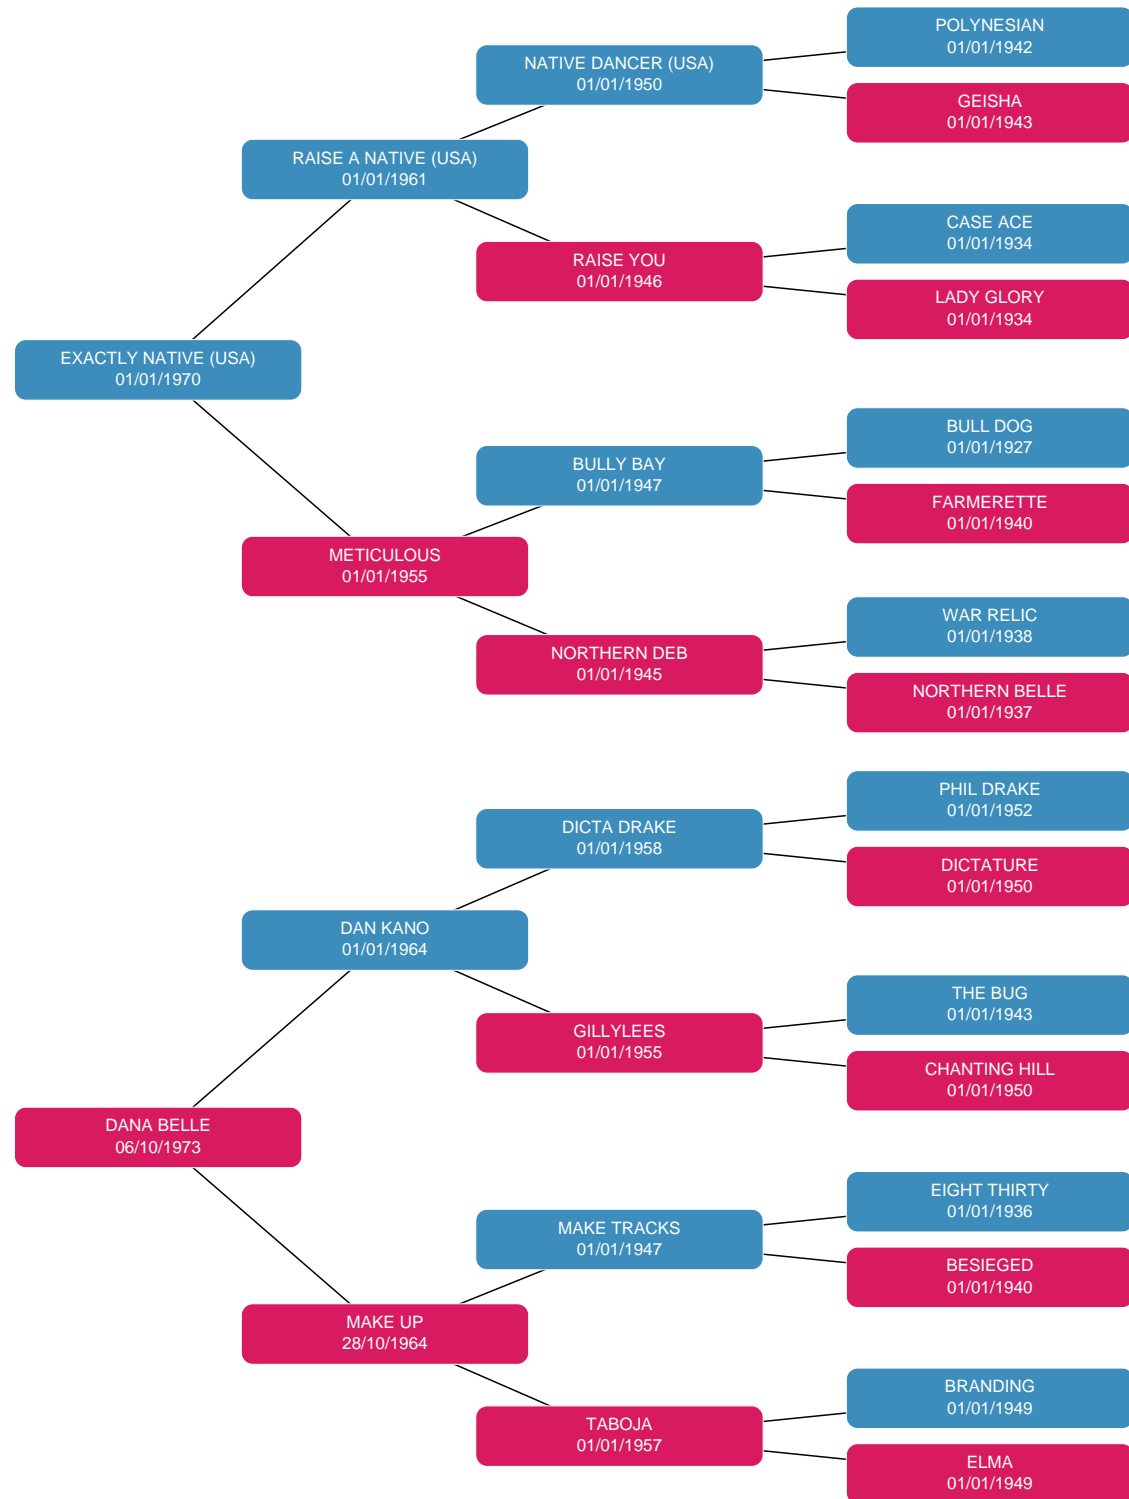 POLYNESIAN
01/01/1942
NATIVE DANCER (USA)
01/01/1950
GEISHA
01/01/1943
RAISE A NATIVE (USA)
01/01/1961
CASE ACE
01/01/1934
RAISE YOU
01/01/1946
LADY GLORY
01/01/1934
EXACTLY NATIVE (USA)
01/01/1970
BULL DOG
01/01/1927
BULLY BAY
01/01/1947
FARMERETTE
01/01/1940
METICULOUS
01/01/1955
WAR RELIC
01/01/1938
NORTHERN DEB
01/01/1945
NORTHERN BELLE
01/01/1937
PHIL DRAKE
01/01/1952
DICTA DRAKE
01/01/1958
DICTATURE
01/01/1950
DAN KANO
01/01/1964
THE BUG
01/01/1943
GILLYLEES
01/01/1955
CHANTING HILL
01/01/1950
DANA BELLE
06/10/1973
EIGHT THIRTY
01/01/1936
MAKE TRACKS
01/01/1947
BESIEGED
01/01/1940
MAKE UP
28/10/1964
BRANDING
01/01/1949
TABOJA
01/01/1957
ELMA
01/01/1949